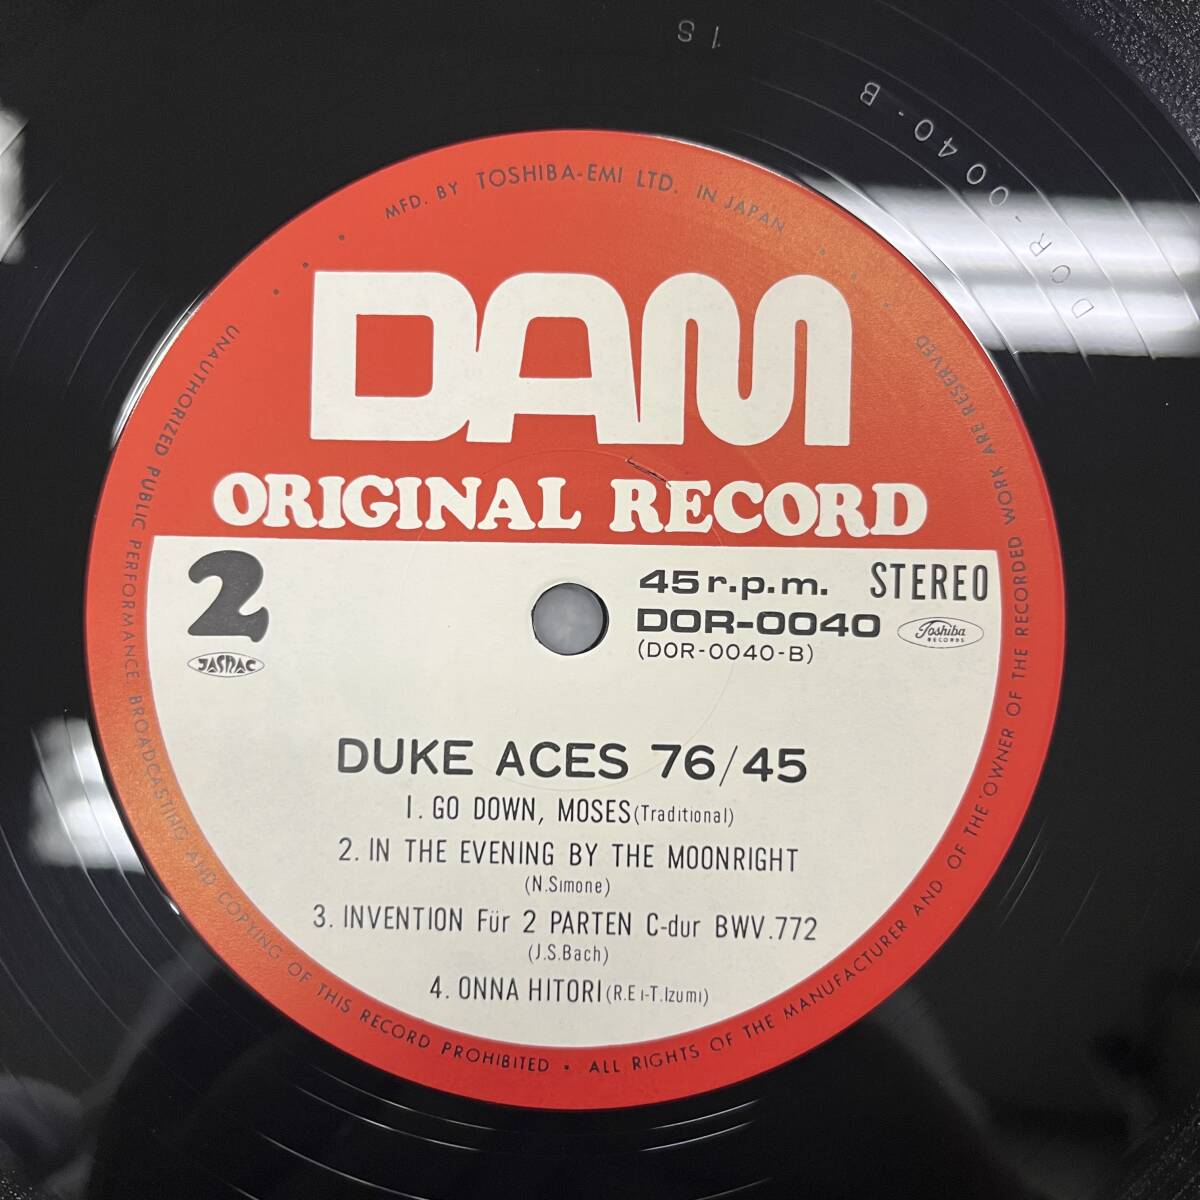 1S
DOR-0040-B
MFD. BY TOSHIBA-EMI LTD. IN JAPAN
DAM
ORIGINAL RECORD
2
JASRAC
45 r.p.m. STEREO
DOR-0040
(DOR-0040-B)
Toshiba
RECORDS
DUKE ACES 76/45
1. GO DOWN, MOSES (Traditional)
2. IN THE EVENING BY THE MOONRIGHT
(N.Simone)
3. INVENTION Für 2 PARTEN C-dur BWV.772
(J.S.Bach)
4. ONNA HITORI (R.Ei-T.Izumi)
UNAUTHORIZED PUBLIC PERFORMANCE, BROADCASTING AND COPYING OF THIS RECORD PROHIBITED • ALL RIGHTS OF THE MANUFACTURER AND OF THE OWNER OF THE RECORDED WORK ARE RESERVED